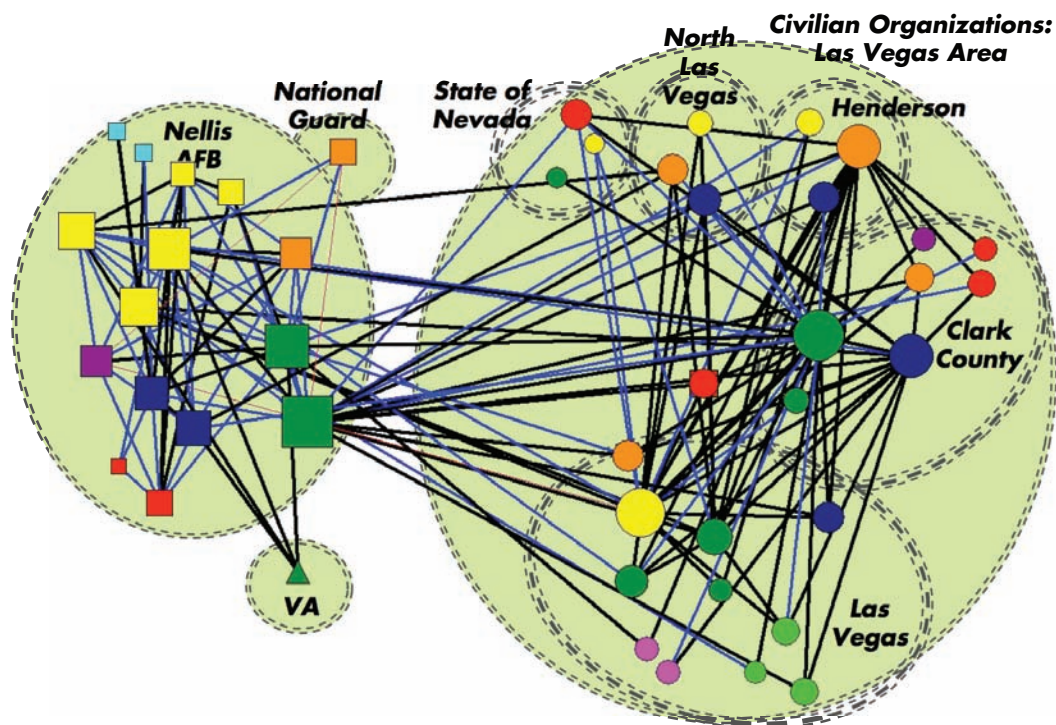 Civilian Organizations:
Las Vegas Area
North
Las
Vegas
National
Guard
State of
Nevada
Henderson
Nellis
AFB
Clark
County
VA
Las
Vegas